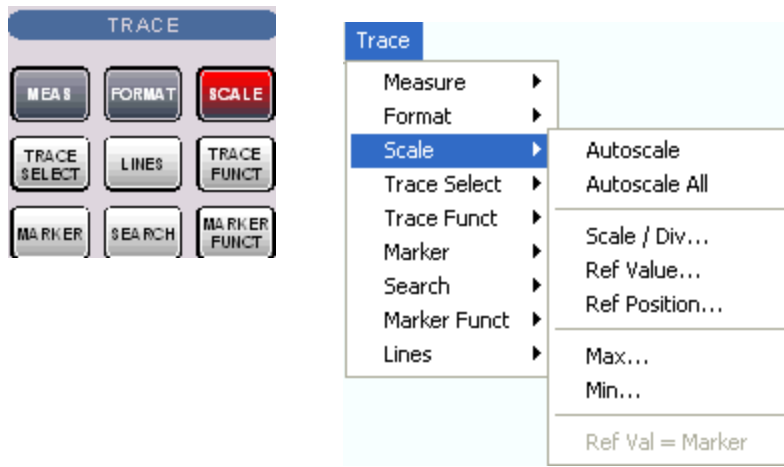 TRACE
MEAS
FORMAT
SCALE
TRACE
SELECT
LINES
TRACE
FUNCT
MARKER
SEARCH
MARKER
FUNCT
Trace
Measure
Format
Scale
Trace Select
Trace Funct
Marker
Search
Marker Funct
Lines
Autoscale
Autoscale All
Scale / Div...
Ref Value...
Ref Position...
Max...
Min...
Ref Val = Marker